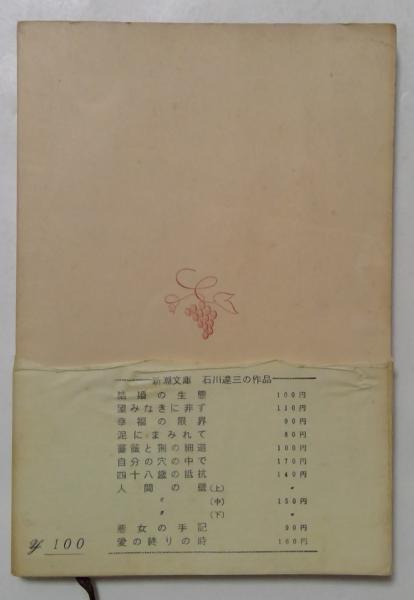 新潮文庫 石川達三の作品
結婚の生態 100円
望みなきに非ず 110円
幸福の限界 90円
泥にまみれて 80円
薔薇と荊の細道 100円
自分の穴の中で 170円
四十八歳の抵抗 140円
人間の壁(上) 〃
〃 (中) 150円
〃 (下) 〃
悪女の手記 90円
愛の終りの時 160円
¥ 100